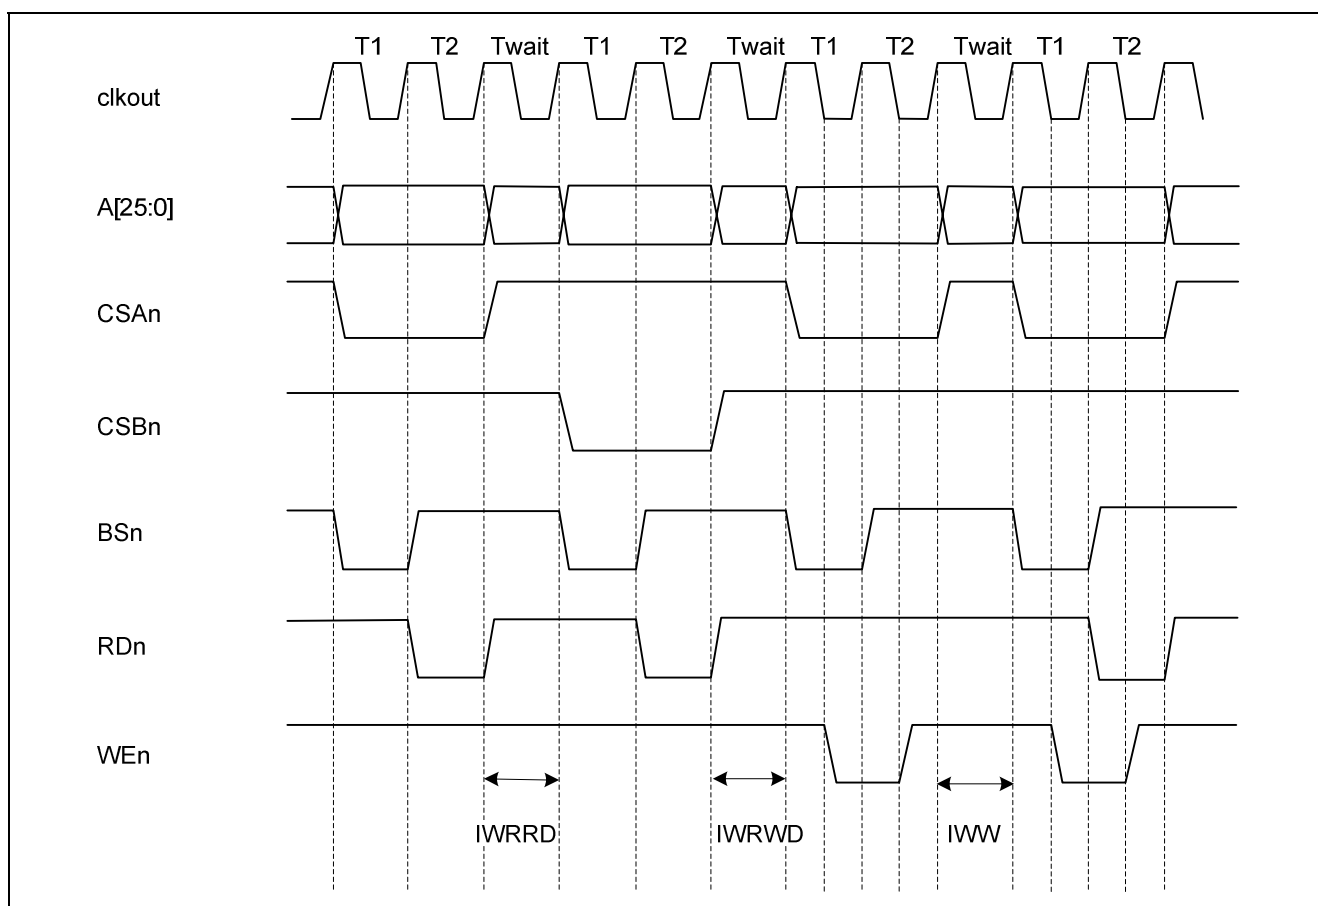 T1 T2 Twait T1 T2 Twait T1 T2 Twait T1 T2
clkout
A[25:0]
CSAn
CSBn
BSn
RDn
WEn
IWRRD IWRWD IWW